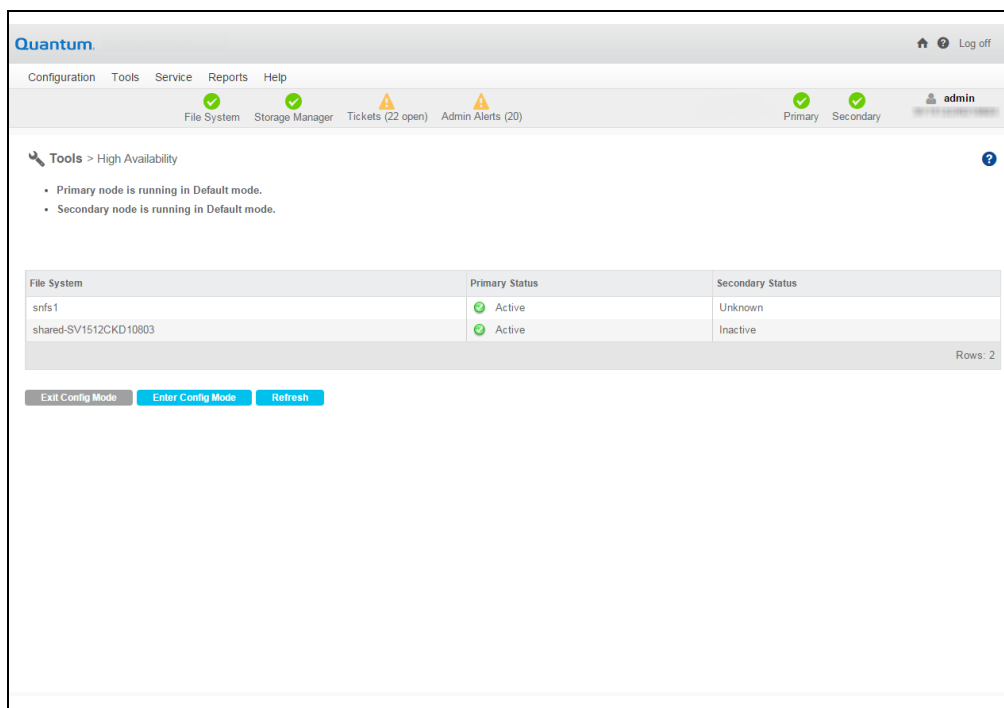 Quantum.
Log off
Configuration Tools Service Reports Help
File System Storage Manager Tickets (22 open) Admin Alerts (20) Primary Secondary admin
Tools > High Availability
• Primary node is running in Default mode.
• Secondary node is running in Default mode.
File System Primary Status Secondary Status
snfs1 Active Unknown
shared-SV1512CKD10803 Active Inactive
Rows: 2
Exit Config Mode Enter Config Mode Refresh